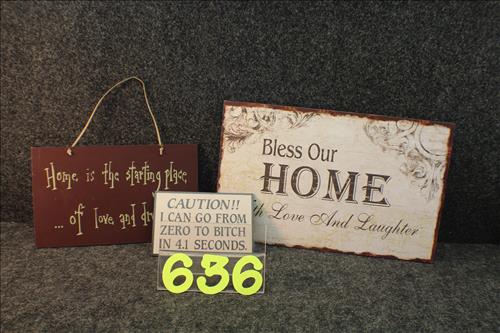 Home is the starting place
... of love and
Bless Our
HOME
Love And Laughter
CAUTION!!
I CAN GO FROM
ZERO TO BITCH
IN 4.1 SECONDS.
636